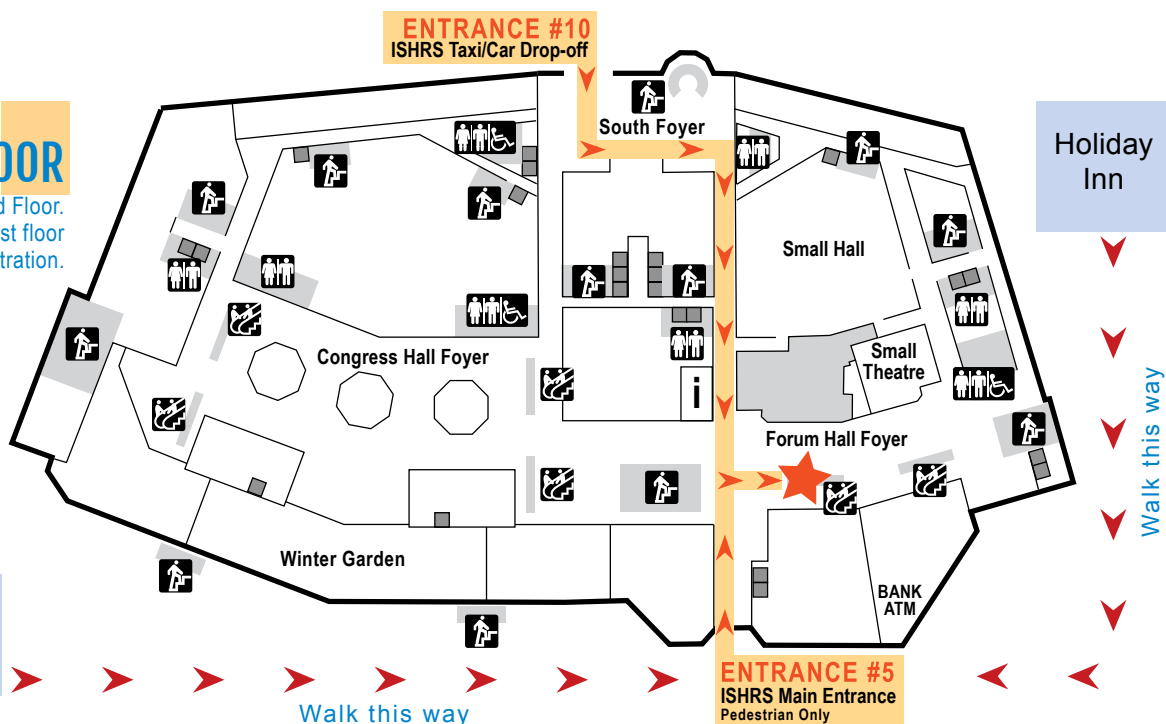 ENTRANCE #10
ISHRS Taxi/Car Drop-off
South Foyer
Holiday
Inn
OOR
d Floor.
st floor
tration.
Small Hall
Congress Hall Foyer
Small
Theatre
i
Forum Hall Foyer
Walk this way
Winter Garden
BANK
ATM
ENTRANCE #5
ISHRS Main Entrance
Pedestrian Only
Walk this way